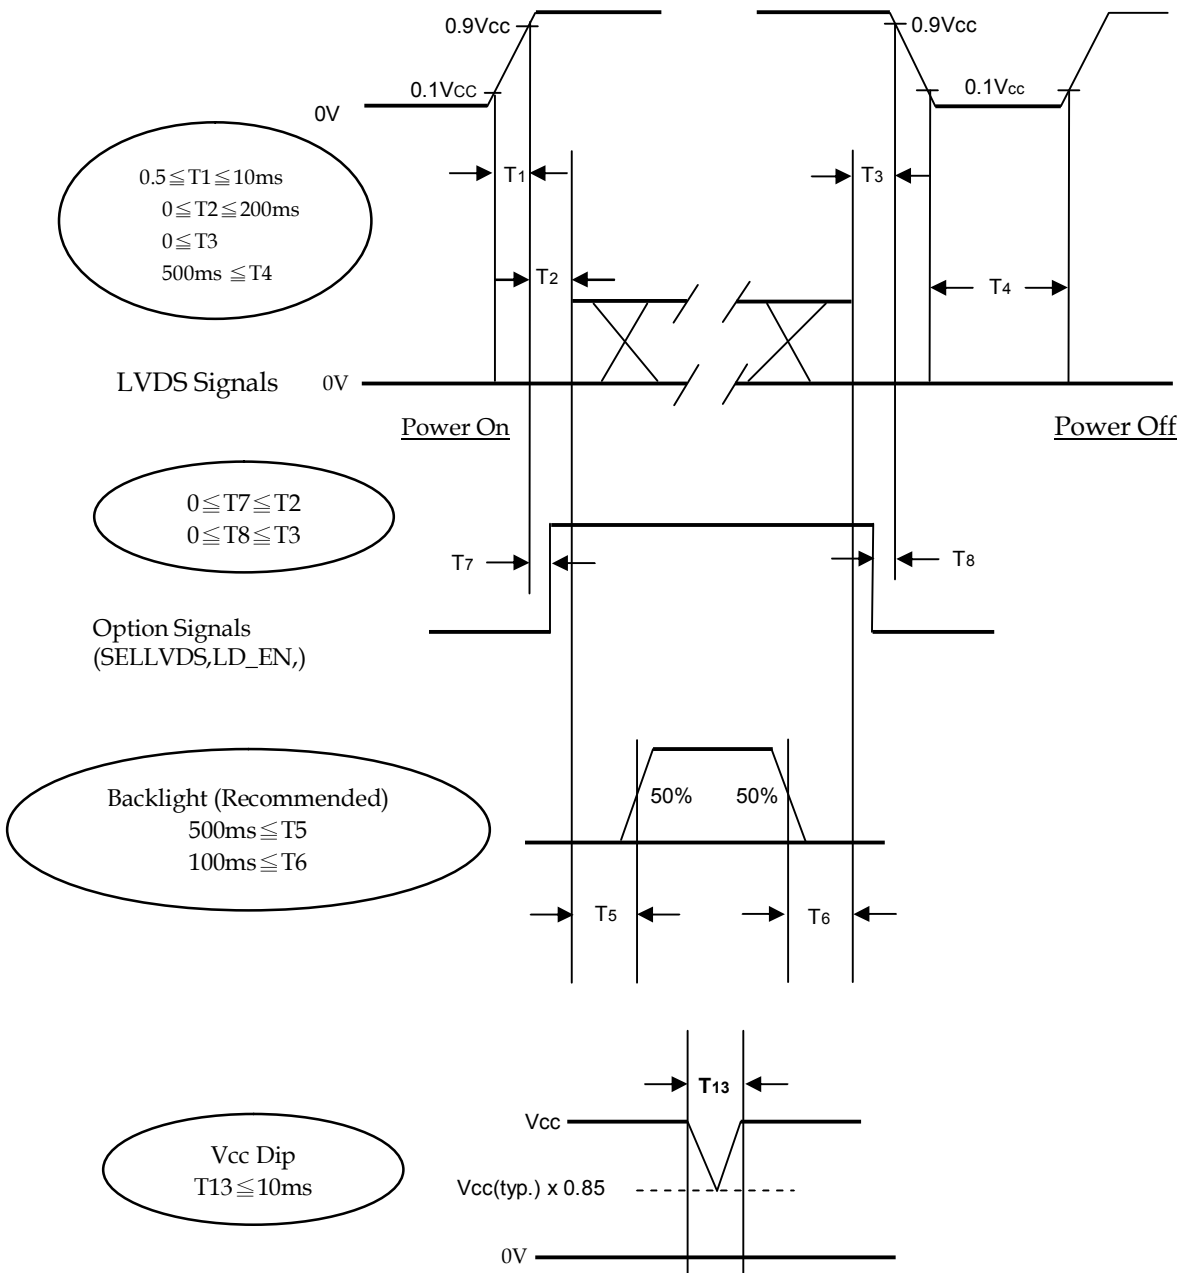 0.9Vcc
0.9Vcc
0.1VCC
0.1Vcc
0V
0.5≦T1≦10ms
0≦T2≦200ms
0≦T3
500ms ≦T4
T1
T3
T2
T4
LVDS Signals
0V
Power On
Power Off
0≦T7≦T2
0≦T8≦T3
T7
T8
Option Signals
(SELLVDS,LD_EN,)
Backlight (Recommended)
500ms≦T5
100ms≦T6
50%
50%
T5
T6
T13
Vcc
Vcc Dip
T13≦10ms
Vcc(typ.) x 0.85
0V